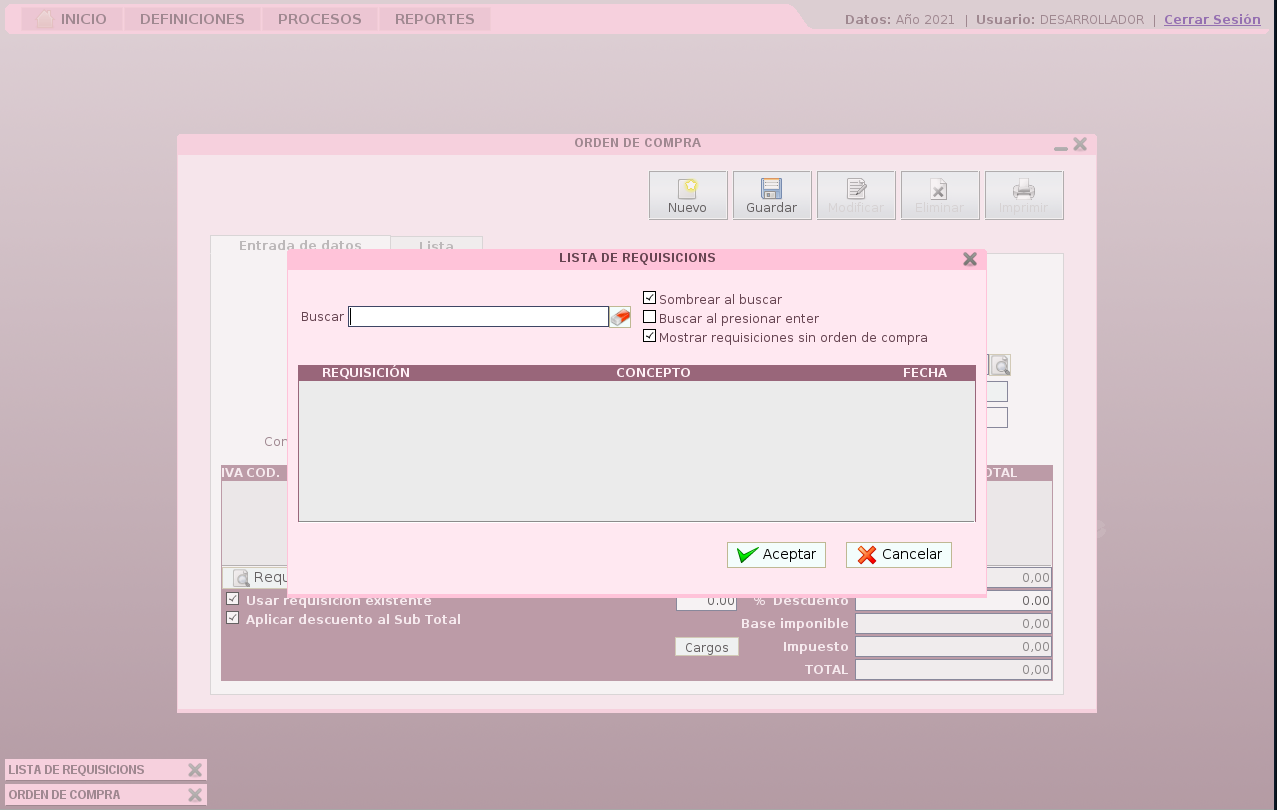 INICIO DEFINICIONES PROCESOS REPORTES
Datos: Año 2021 | Usuario: DESARROLLADOR | Cerrar Sesión
ORDEN DE COMPRA
Nuevo Guardar Modificar Eliminar Imprimir
Entrada de datos Lista
LISTA DE REQUISICIONS
Buscar
Sombrear al buscar
Buscar al presionar enter
Mostrar requisiciones sin orden de compra
REQUISICIÓN CONCEPTO FECHA
Con
IVA COD. OTAL
Aceptar Cancelar
Requ 0,00
Usar requisicion existente 0.00 % Descuento 0.00
Aplicar descuento al Sub Total Base imponible 0,00
Cargos Impuesto 0,00
TOTAL 0,00
LISTA DE REQUISICIONS
ORDEN DE COMPRA